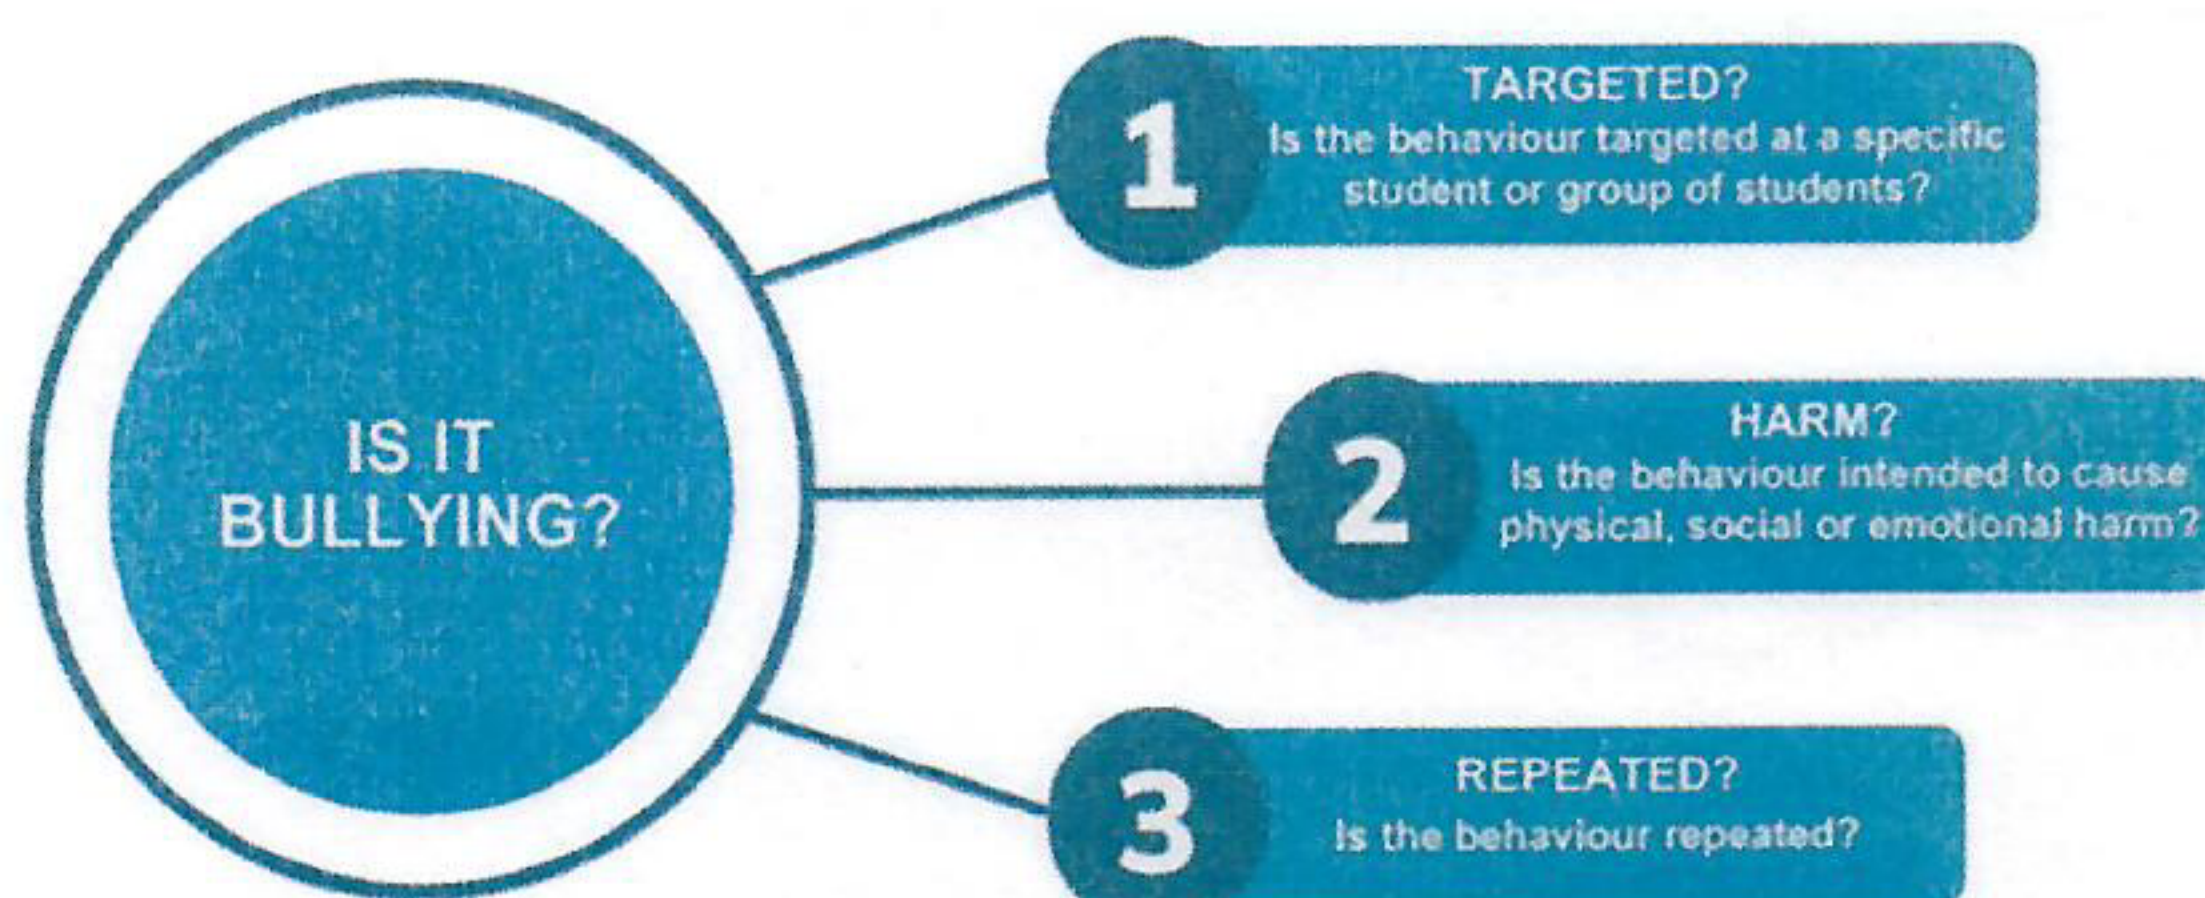 IS IT
BULLYING?
1
TARGETED?
Is the behaviour targeted at a specific
student or group of students?
2
HARM?
Is the behaviour intended to cause
physical, social or emotional harm?
3
REPEATED?
Is the behaviour repeated?